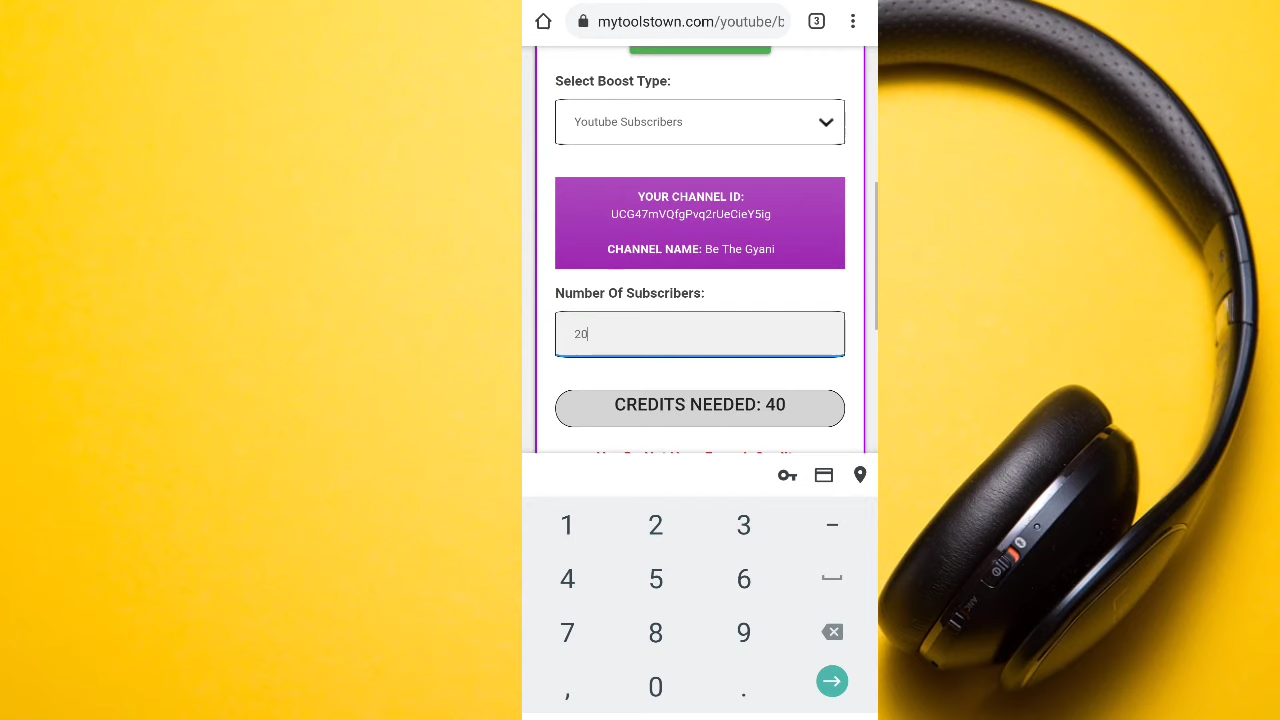 mytoolstown.com/youtube/b
3
Select Boost Type:
Youtube Subscribers
YOUR CHANNEL ID:
UCG47mVQfgPvq2rUeCieY5ig
CHANNEL NAME: Be The Gyani
Number Of Subscribers:
20
CREDITS NEEDED: 40
1 2 3 -
4 5 6
7 8 9
, 0 .